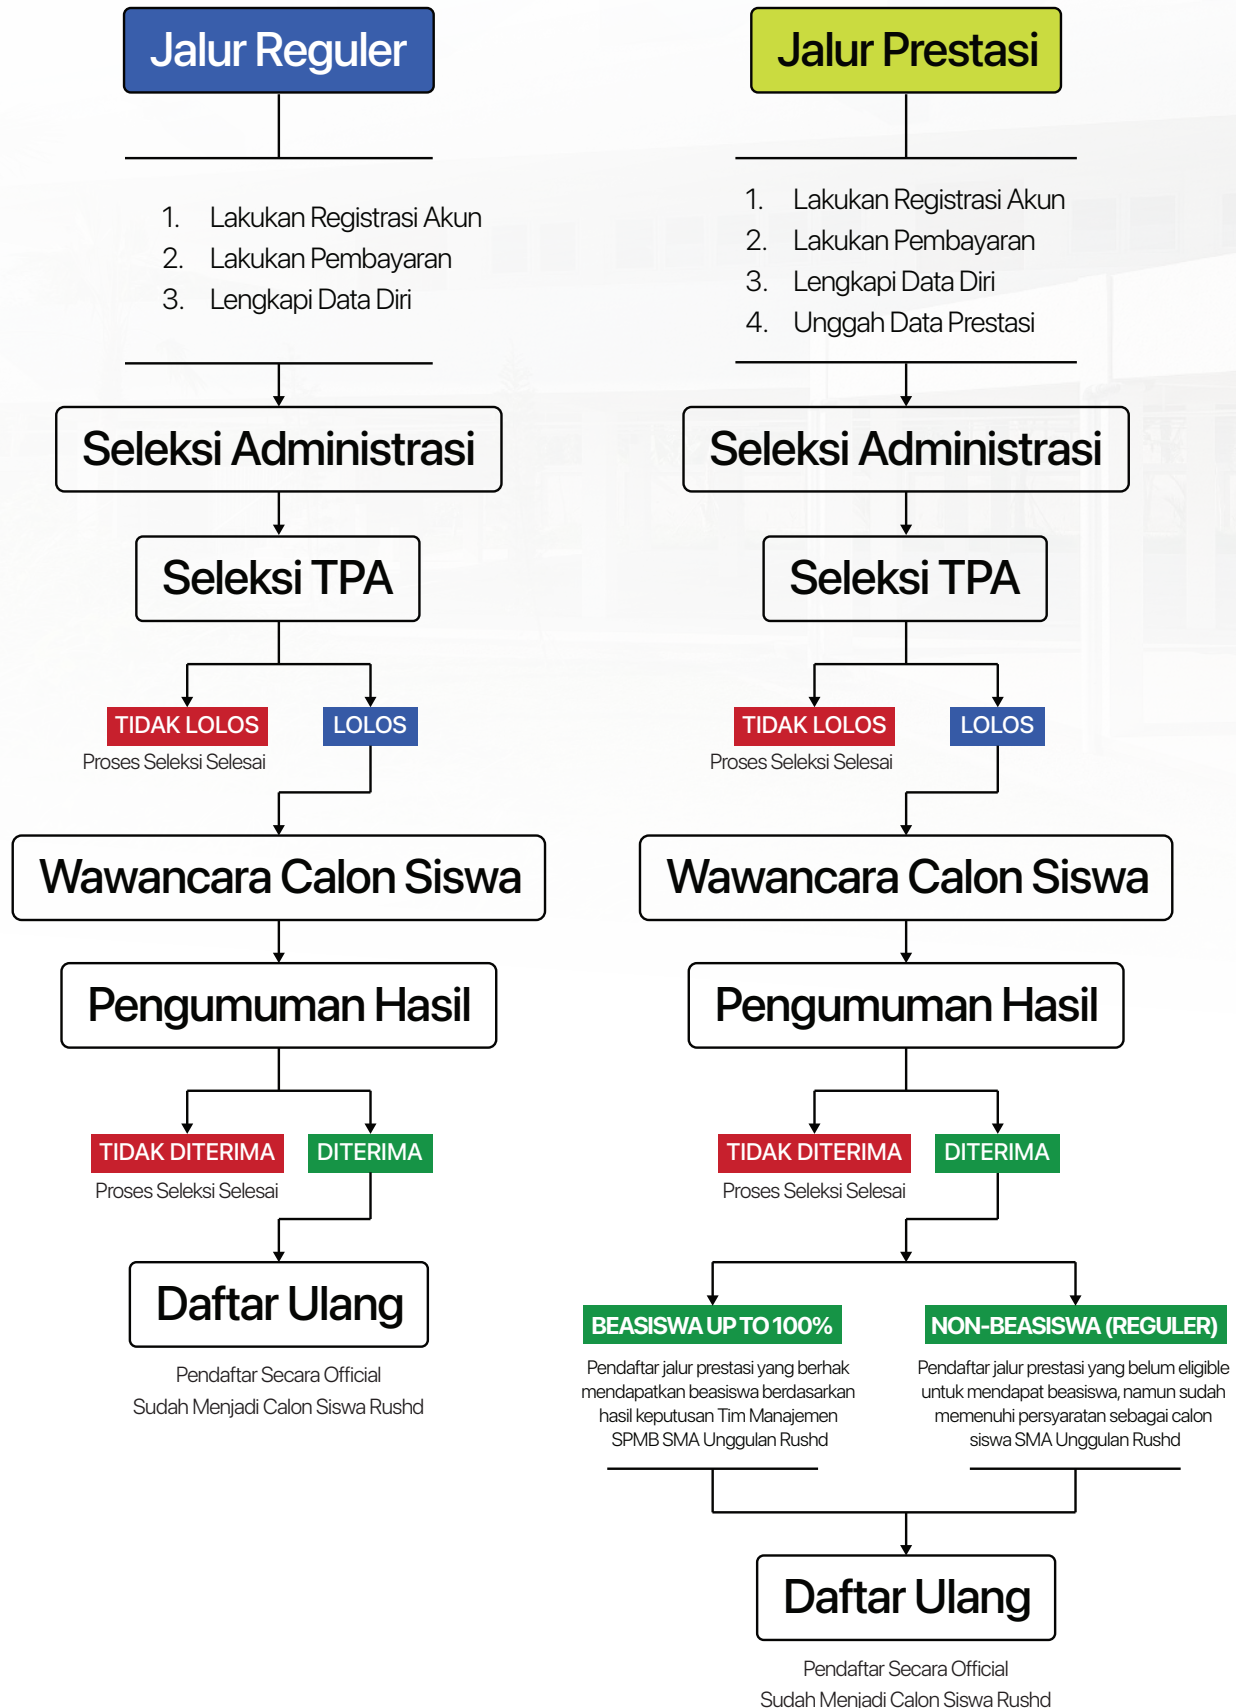 Jalur Reguler
1. Lakukan Registrasi Akun
2. Lakukan Pembayaran
3. Lengkapi Data Diri
Seleksi Administrasi
Seleksi TPA
TIDAK LOLOS
LOLOS
Proses Seleksi Selesai
Wawancara Calon Siswa
Pengumuman Hasil
TIDAK DITERIMA
DITERIMA
Proses Seleksi Selesai
Daftar Ulang
Pendaftar Secara Official
Sudah Menjadi Calon Siswa Rushd
Jalur Prestasi
1. Lakukan Registrasi Akun
2. Lakukan Pembayaran
3. Lengkapi Data Diri
4. Unggah Data Prestasi
Seleksi Administrasi
Seleksi TPA
TIDAK LOLOS
LOLOS
Proses Seleksi Selesai
Wawancara Calon Siswa
Pengumuman Hasil
TIDAK DITERIMA
DITERIMA
Proses Seleksi Selesai
BEASISWA UP TO 100%
Pendaftar jalur prestasi yang berhak
mendapatkan beasiswa berdasarkan
hasil keputusan Tim Manajemen
SPMB SMA Unggulan Rushd
NON-BEASISWA (REGULER)
Pendaftar jalur prestasi yang belum eligible
untuk mendapat beasiswa, namun sudah
memenuhi persyaratan sebagai calon
siswa SMA Unggulan Rushd
Daftar Ulang
Pendaftar Secara Official
Sudah Menjadi Calon Siswa Rushd